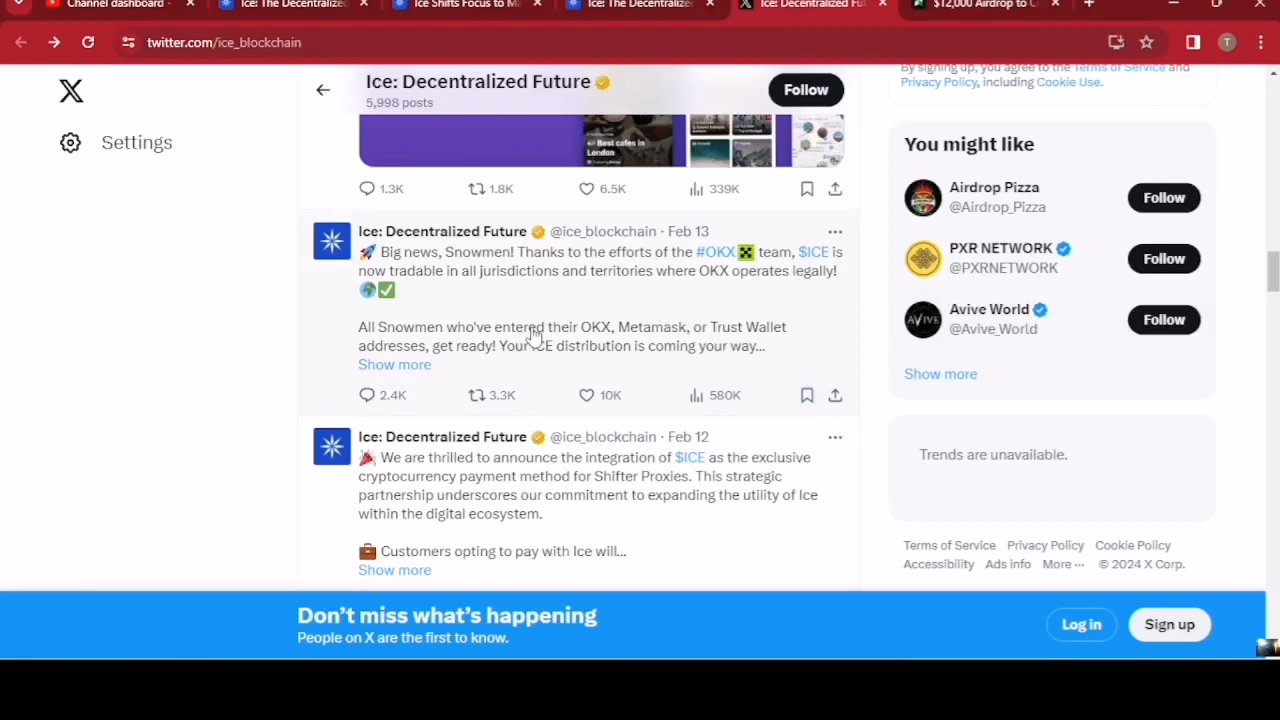 Channel dashboard -
Ice: The Decentralized
Ice Shifts Focus to Ma
Ice: The Decentralized
Ice: Decentralized Fut
$12,000 Airdrop to C
twitter.com/ice_blockchain
T
Settings
Ice: Decentralized Future
5,998 posts
Follow
Best cafes in
London
1.3K 1.8K 6.5K 339K
Ice: Decentralized Future @ice_blockchain · Feb 13
🚀 Big news, Snowmen! Thanks to the efforts of the #OKX team, $ICE is
now tradable in all jurisdictions and territories where OKX operates legally!
🌍✅
All Snowmen who've entered their OKX, Metamask, or Trust Wallet
addresses, get ready! Your ICE distribution is coming your way...
Show more
2.4K 3.3K 10K 580K
Ice: Decentralized Future @ice_blockchain · Feb 12
🎉 We are thrilled to announce the integration of $ICE as the exclusive
cryptocurrency payment method for Shifter Proxies. This strategic
partnership underscores our commitment to expanding the utility of Ice
within the digital ecosystem.
💼 Customers opting to pay with Ice will...
Show more
By signing up, you agree to the Terms of Service and
Privacy Policy, including Cookie Use.
You might like
Airdrop Pizza
@Airdrop_Pizza
Follow
PXR NETWORK
@PXRNETWORK
Follow
AVIVE
Avive World
@Avive_World
Follow
Show more
Trends are unavailable.
Terms of Service Privacy Policy Cookie Policy
Accessibility Ads info More ··· © 2024 X Corp.
Don't miss what's happening
People on X are the first to know.
Log in
Sign up